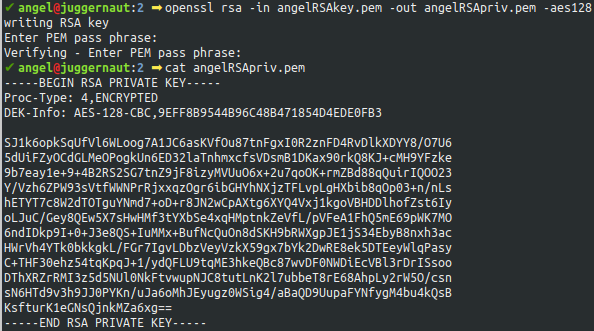 ✔ angel@juggernaut:2 ➡openssl rsa -in angelRSAkey.pem -out angelRSApriv.pem -aes128
writing RSA key
Enter PEM pass phrase:
Verifying - Enter PEM pass phrase:
✔ angel@juggernaut:2 ➡cat angelRSApriv.pem
-----BEGIN RSA PRIVATE KEY-----
Proc-Type: 4,ENCRYPTED
DEK-Info: AES-128-CBC,9EFF8B9544B96C48B471854D4EDE0FB3

SJ1k6opkSqUfVl6WLoog7A1JC6asKVfOu87tnFgxI0R2znFD4RvDlkXDYY8/O7U6
5dUiFZyOCdGLMeOPogkUn6ED32laTnhmxcfsVDsmB1DKax90rkQ8KJ+cMH9YFzke
9b7eay1e+9+4B2RS2SG7tnZ9jF8izyMVUuO6x+2u7qoOK+rmZBd88qQuirIQOO23
Y/Vzh6ZPW93sVtfWWNPrRjxxqzOgr6ibGHYhNXjzTFLvpLgHXbib8qOp03+n/nLs
hETYT7c8W2dTOTguYNmd7+oD+r8JN2wCpAXtg6XYQ4Vxj1kgoVBHDDlhofZst6Iy
oLJuC/Gey8QEw5X7sHwHMf3tYXbSe4xqHMptnkZeVfL/pVFeA1FhQ5mE69pWK7MO
6ndIDkp9I+0+J3e8QS+IuMMx+BufNcQuOn8dSKH9bRWXgpJE1jS34EbyB8nxh3ac
HWrVh4YTk0bkkgkL/FGr7IgvLDbzVeyVzkX59gx7bYk2DwRE8ek5DTEeyWlqPasy
C+THF30ehz54tqKpqJ+1/ydQFLU9tqME3hkeQBc87wvDF0NWDiEcVBl3rDrISsoo
DThXRZrRMI3z5d5NUl0NkFtvwupNJC8tutLnK2l7ubbeT8rE68AhpLy2rW5O/csn
sN6HTd9v3h9JJ0PYKn/uJa6oMhJEyugz0WSig4/aBaQD9UupaFYNfygM4bu4kQsB
KsfturK1eGNsQjnkMZa6xg==
-----END RSA PRIVATE KEY-----